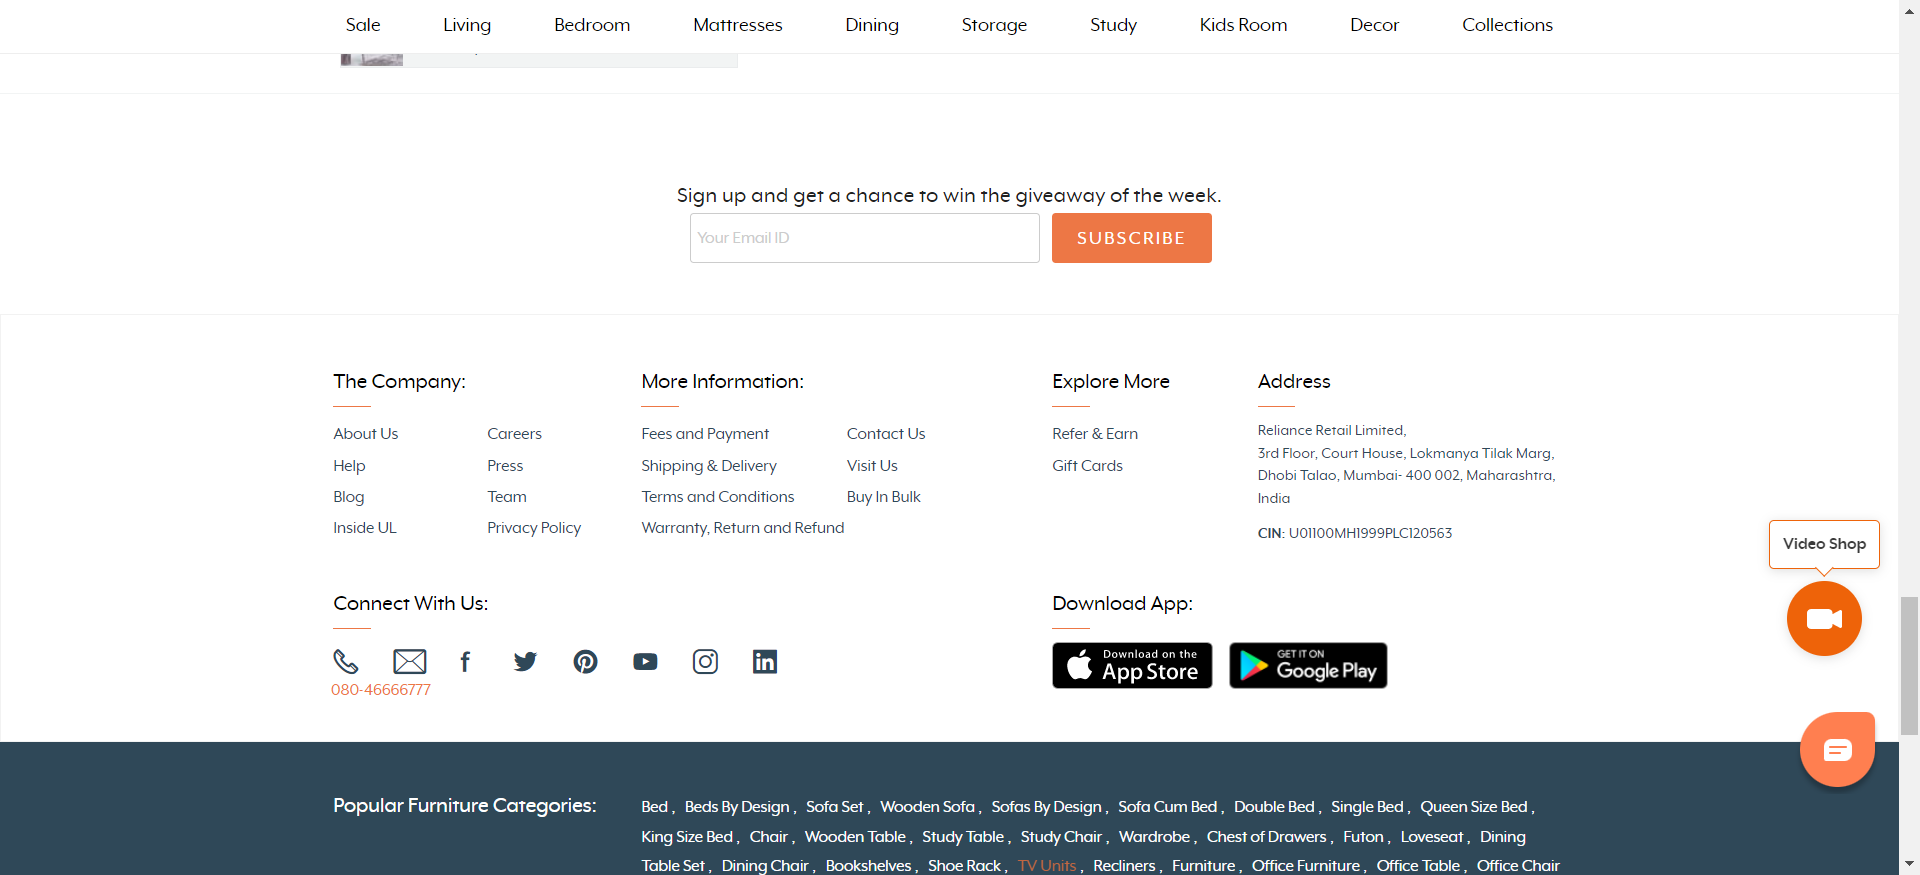 Sale Living Bedroom Mattresses Dining Storage Study Kids Room Decor Collections
Sign up and get a chance to win the giveaway of the week.
Your Email ID SUBSCRIBE
The Company:
About Us Careers
Help Press
Blog Team
Inside UL Privacy Policy
More Information:
Fees and Payment Contact Us
Shipping & Delivery Visit Us
Terms and Conditions Buy In Bulk
Warranty, Return and Refund
Explore More
Refer & Earn
Gift Cards
Address
Reliance Retail Limited,
3rd Floor, Court House, Lokmanya Tilak Marg,
Dhobi Talao, Mumbai- 400 002, Maharashtra,
India
CIN: U01100MH1999PLC120563
Video Shop
Connect With Us:
080-46666777
Download App:
Download on the
App Store
GET IT ON
Google Play
Popular Furniture Categories:
Bed , Beds By Design , Sofa Set , Wooden Sofa , Sofas By Design , Sofa Cum Bed , Double Bed , Single Bed , Queen Size Bed ,
King Size Bed , Chair , Wooden Table , Study Table , Study Chair , Wardrobe , Chest of Drawers , Futon , Loveseat , Dining
Table Set , Dining Chair , Bookshelves , Shoe Rack , TV Units , Recliners , Furniture , Office Furniture , Office Table , Office Chair